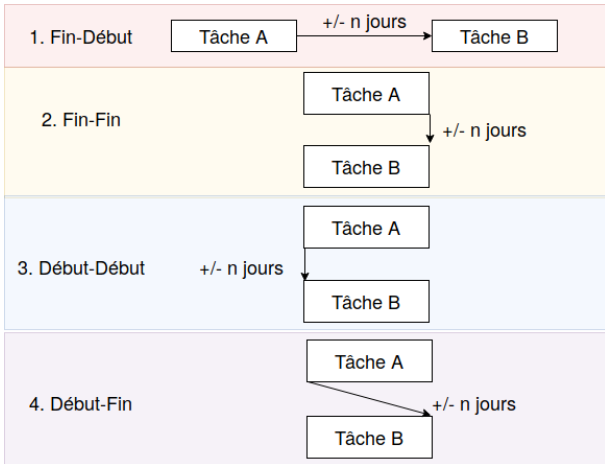 1. Fin-Début
Tâche A
+/- n jours
Tâche B
2. Fin-Fin
Tâche A
+/- n jours
Tâche B
3. Début-Début
Tâche A
+/- n jours
Tâche B
4. Début-Fin
Tâche A
+/- n jours
Tâche B